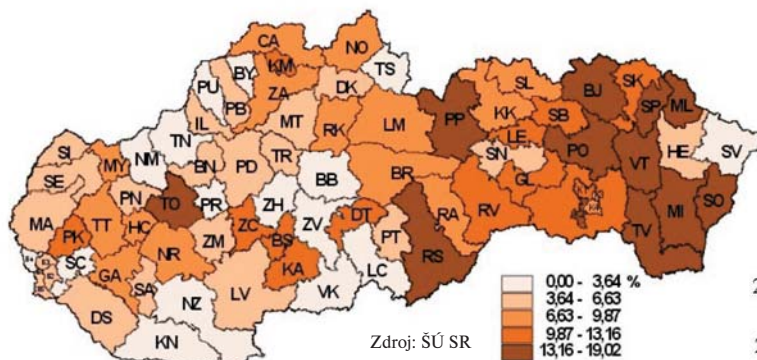 CA
NO
BY
KM
TS
PU
PB
ZA
DK
SL
BJ
SK
SP
ML
IL
MT
RK
LM
PP
KK
SB
LE
TN
SI
MY
NM
BN
PD
TR
SN
PO
VT
HE
SV
SE
PN
TO
PR
BB
BR
GL
MA
TT
HC
ZH
DT
RA
RV
MI
SO
PK
ZM
ZC
BS
ZV
PT
TV
SC
NR
KA
RS
GA
SA
LV
LC
DS
NZ
VK
KN
0,00 - 3,64 %
3,64 - 6,63
6,63 - 9,87
9,87 - 13,16
13,16 - 19,02
Zdroj: ŠÚ SR
2